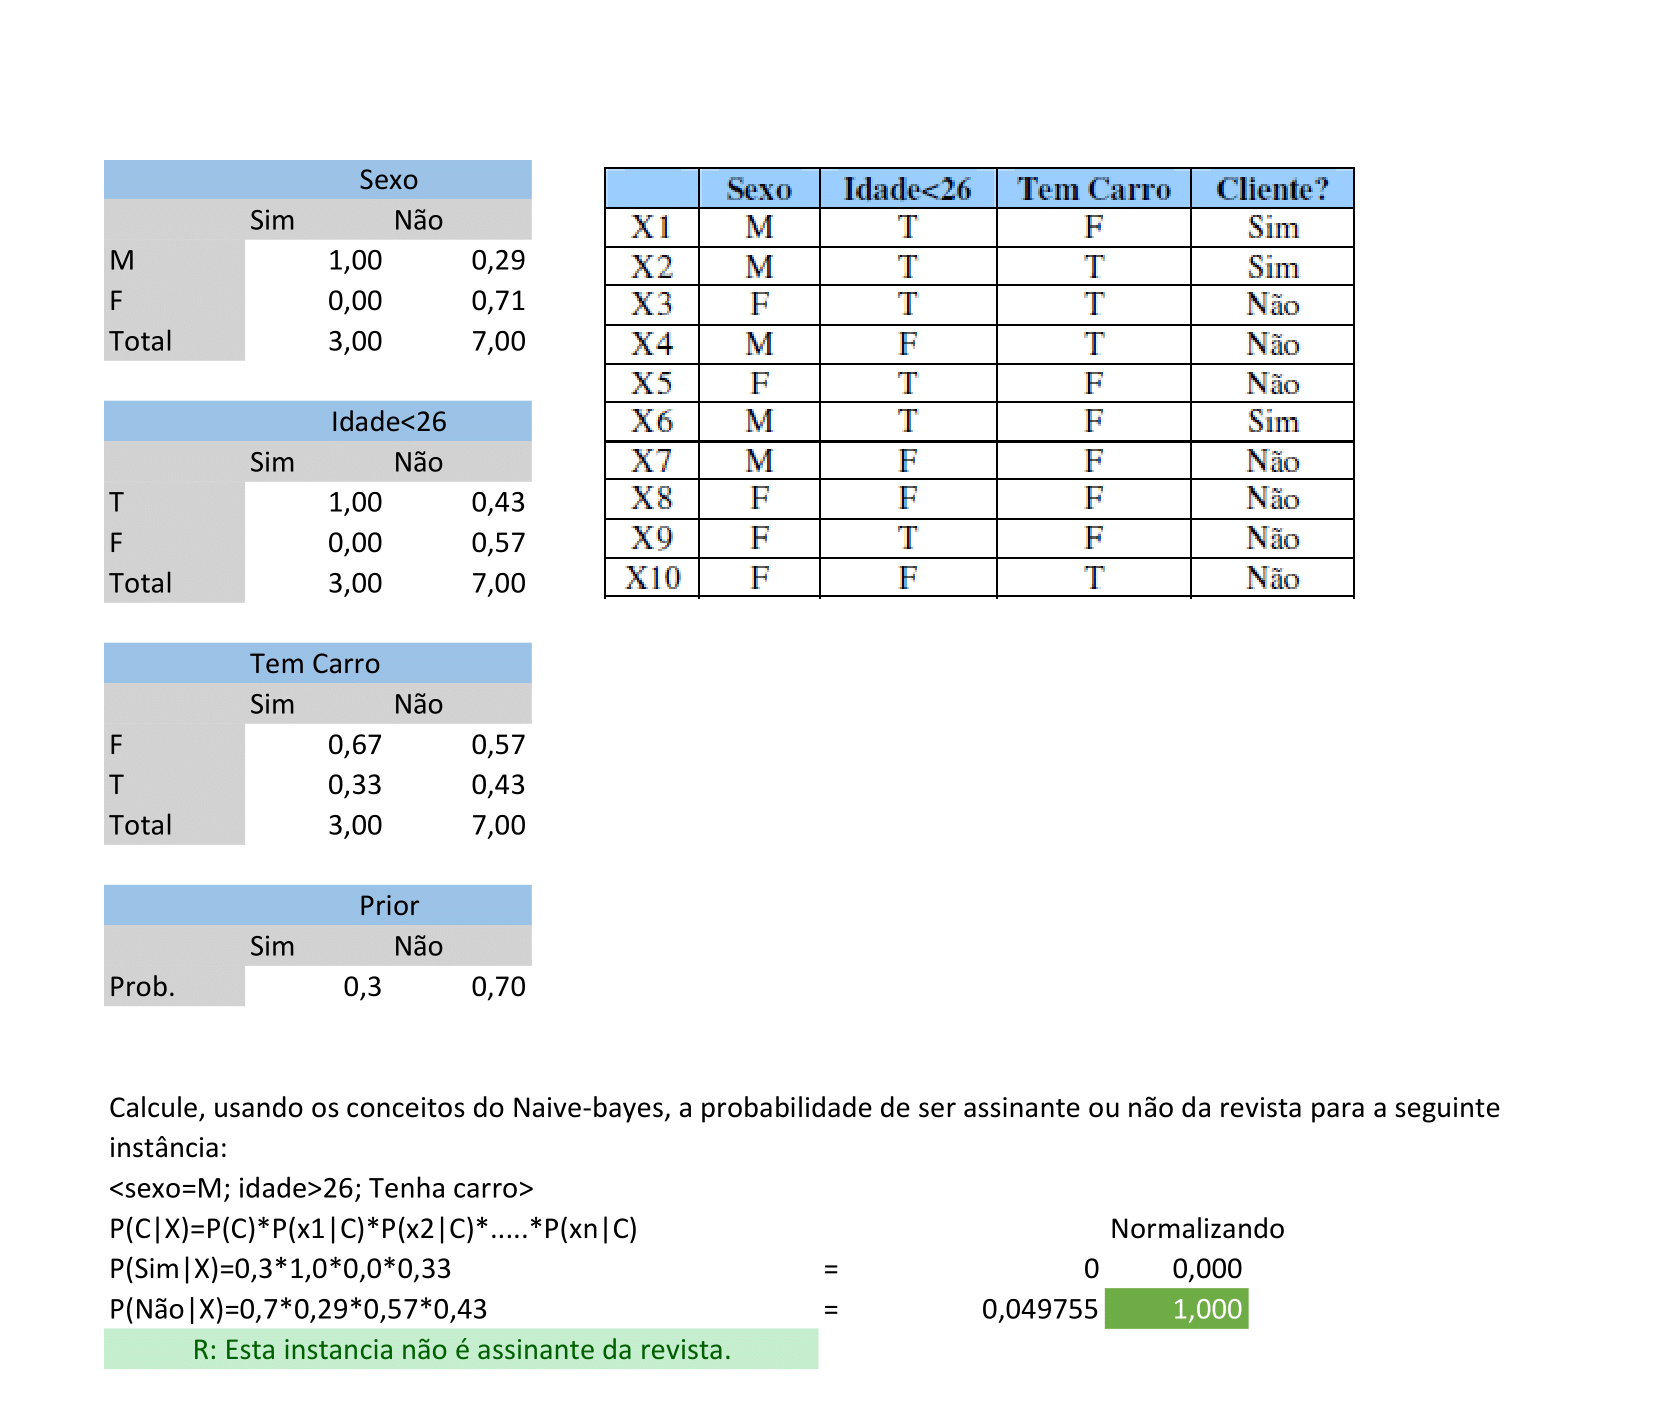 Sexo
Sim Não
M 1,00 0,29
F 0,00 0,71
Total 3,00 7,00
Idade<26
Sim Não
T 1,00 0,43
F 0,00 0,57
Total 3,00 7,00
Tem Carro
Sim Não
F 0,67 0,57
T 0,33 0,43
Total 3,00 7,00
Prior
Sim Não
Prob. 0,3 0,70
Sexo Idade<26 Tem Carro Cliente?
X1 M T F Sim
X2 M T T Sim
X3 F T T Não
X4 M F T Não
X5 F T F Não
X6 M T F Sim
X7 M F F Não
X8 F F F Não
X9 F T F Não
X10 F F T Não
Calcule, usando os conceitos do Naive-bayes, a probabilidade de ser assinante ou não da revista para a seguinte
instância:
<sexo=M; idade>26; Tenha carro>
P(C|X)=P(C)*P(x1|C)*P(x2|C)*.....*P(xn|C) Normalizando
P(Sim|X)=0,3*1,0*0,0*0,33 = 0 0,000
P(Não|X)=0,7*0,29*0,57*0,43 = 0,049755 1,000
R: Esta instancia não é assinante da revista.